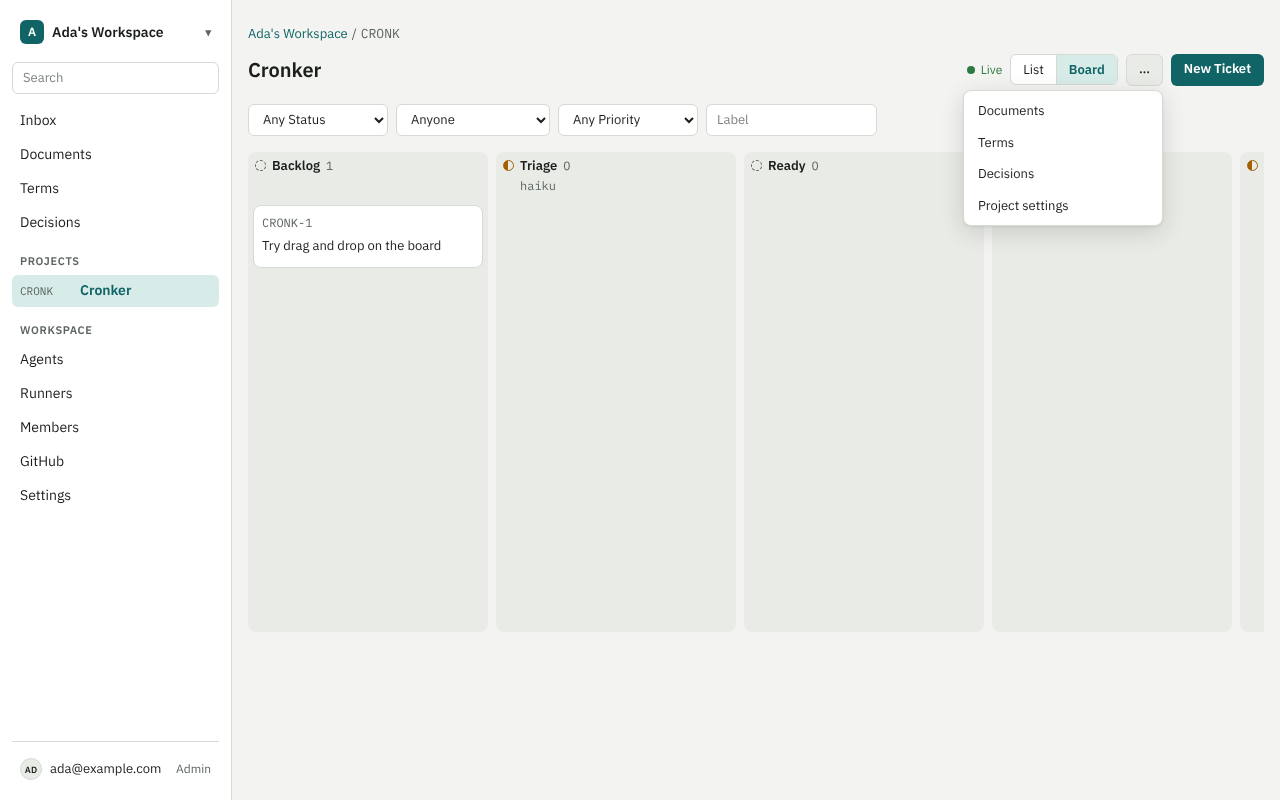 A Ada's Workspace ▾
Search
Inbox
Documents
Terms
Decisions
PROJECTS
CRONK Cronker
WORKSPACE
Agents
Runners
Members
GitHub
Settings
AD ada@example.com Admin
Ada's Workspace / CRONK
Cronker
Live List Board ... New Ticket
Any Status Anyone Any Priority Label
Documents
Terms
Decisions
Project settings
Backlog 1
CRONK-1
Try drag and drop on the board
Triage 0
haiku
Ready 0